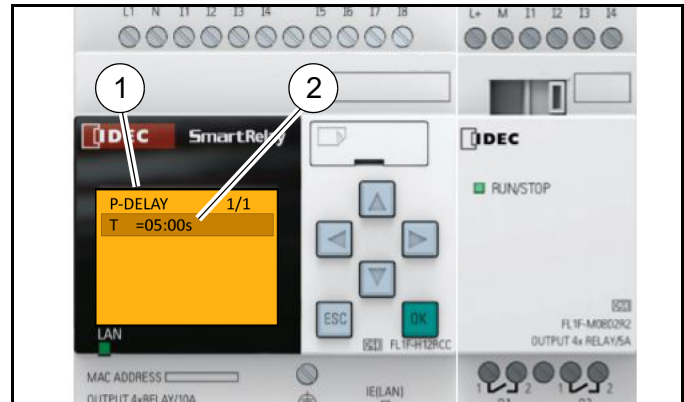 L1 N I1 I2 I3 I4 I5 I6 I7 I8
L+ M I1 I2 I3 I4
1
2
IDEC SmartRelay
IDEC
RUN/STOP
P-DELAY 1/1
T =05:00s
ESC
OK
LAN
FL1F-H12RCC
FL1F-M08D2R2
OUTPUT 4x RELAY/5A
MAC ADDRESS
OUTPUT 4xRELAY/10A
IE(LAN)
1 2 1 2
Q1 Q2